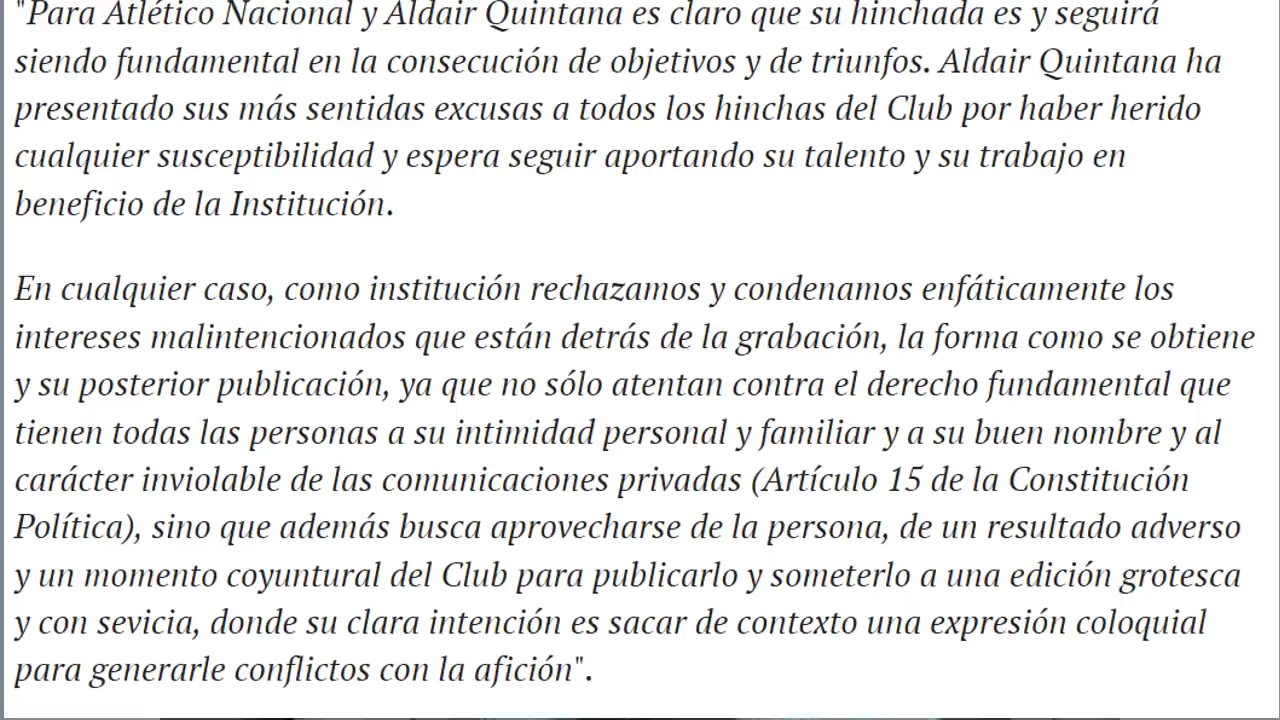 "Para Atlético Nacional y Aldair Quintana es claro que su hinchada es y seguirá
siendo fundamental en la consecución de objetivos y de triunfos. Aldair Quintana ha
presentado sus más sentidas excusas a todos los hinchas del Club por haber herido
cualquier susceptibilidad y espera seguir aportando su talento y su trabajo en
beneficio de la Institución.
En cualquier caso, como institución rechazamos y condenamos enfáticamente los
intereses malintencionados que están detrás de la grabación, la forma como se obtiene
y su posterior publicación, ya que no sólo atentan contra el derecho fundamental que
tienen todas las personas a su intimidad personal y familiar y a su buen nombre y al
carácter inviolable de las comunicaciones privadas (Artículo 15 de la Constitución
Política), sino que además busca aprovecharse de la persona, de un resultado adverso
y un momento coyuntural del Club para publicarlo y someterlo a una edición grotesca
y con sevicia, donde su clara intención es sacar de contexto una expresión coloquial
para generarle conflictos con la afición".